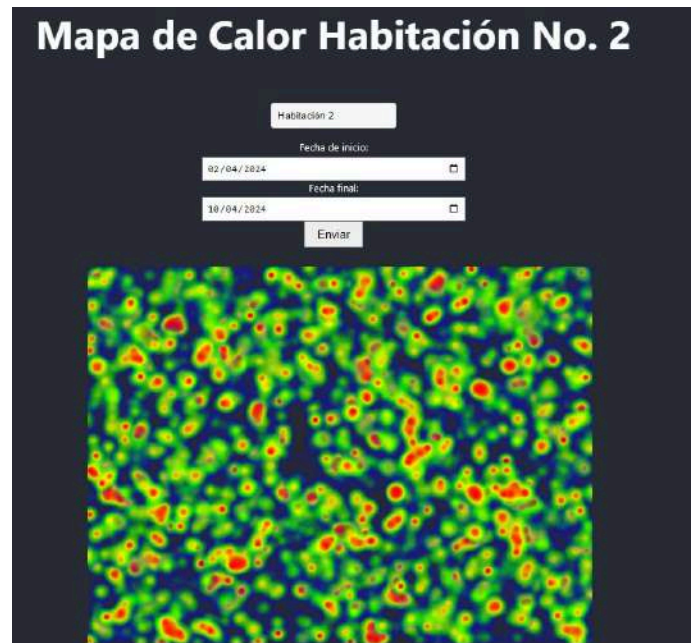 Mapa de Calor Habitación No. 2
Habitación 2
Fecha de inicio:
02/04/2024
Fecha final:
10/04/2024
Enviar